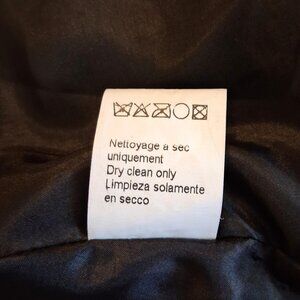 Nettoyage a sec
uniquement
Dry clean only
Limpieza solamente
en secco